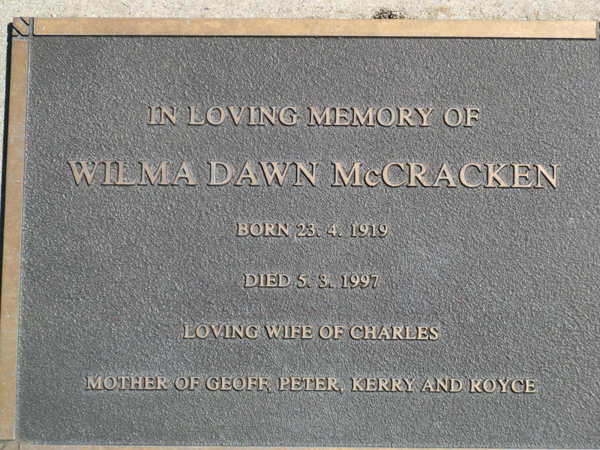 IN LOVING MEMORY OF
WILMA DAWN McCRACKEN
BORN 23. 4. 1919
DIED 5. 3. 1997
LOVING WIFE OF CHARLES
MOTHER OF GEOFF, PETER, KERRY AND ROYCE